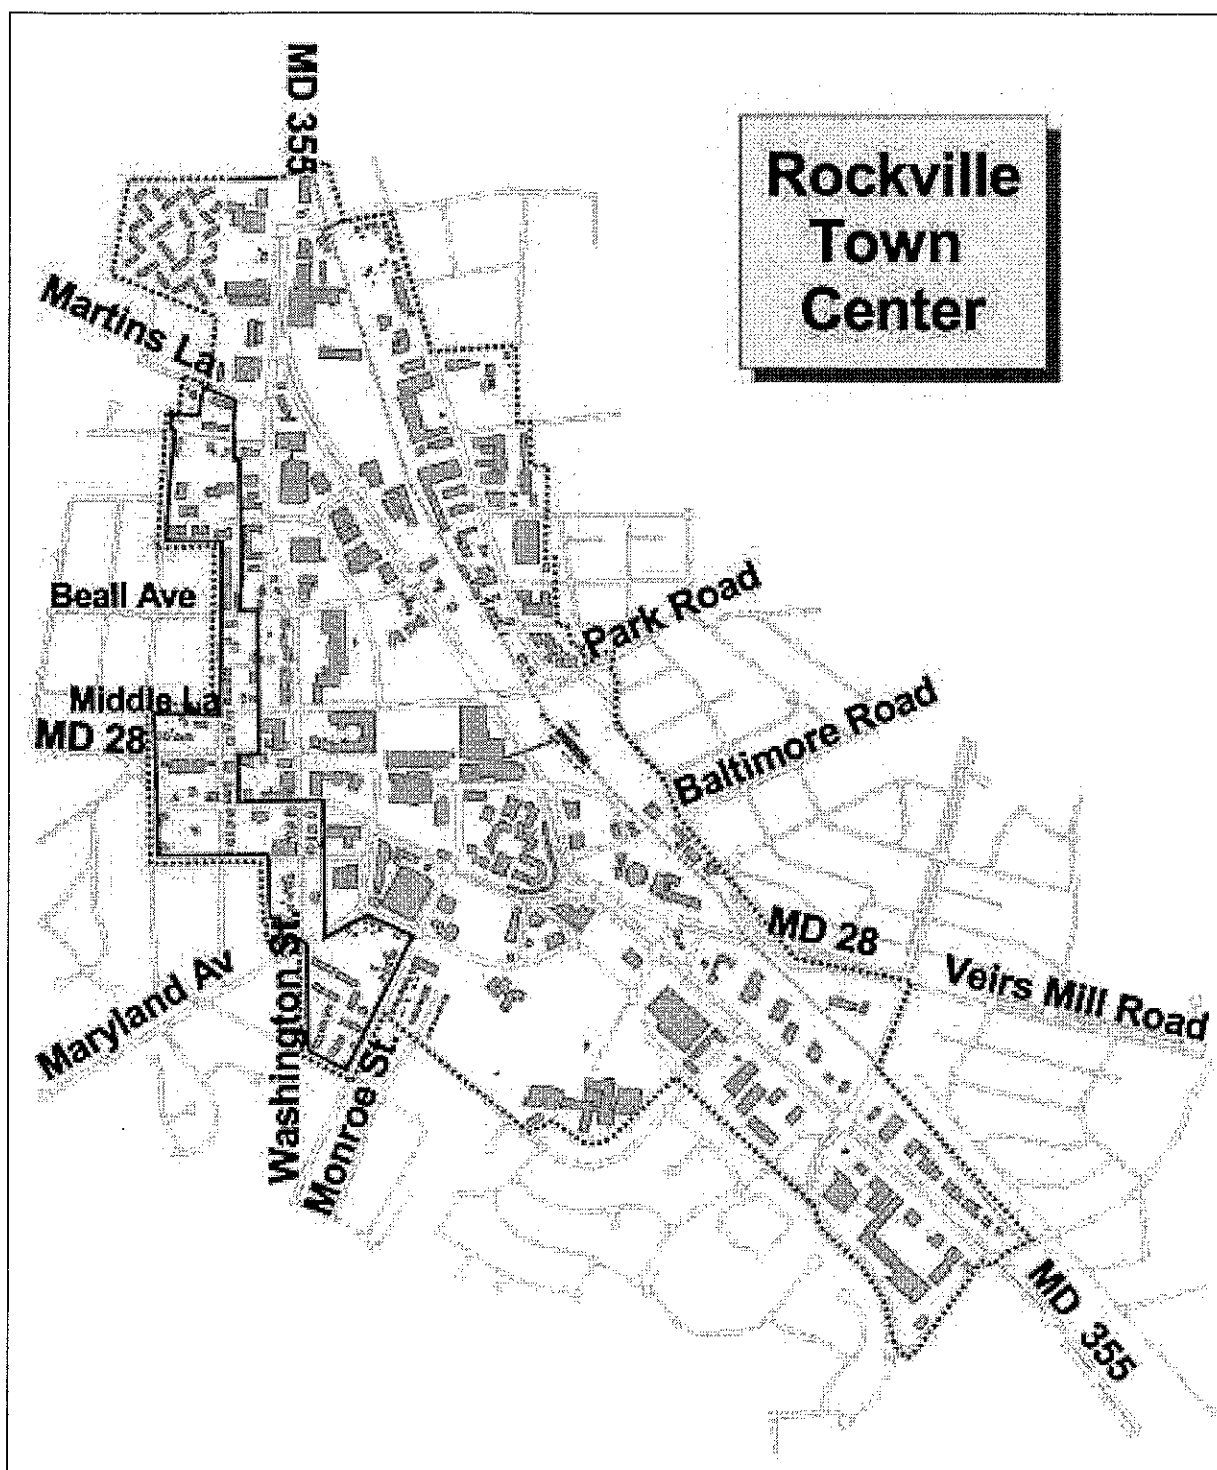 MD 355
Rockville
Town
Center
Martins La
Beall Ave
Park Road
Middle La
MD 28
Baltimore Road
MD 28
Veirs Mill Road
Maryland Av
Washington St.
Monroe St.
MD 355